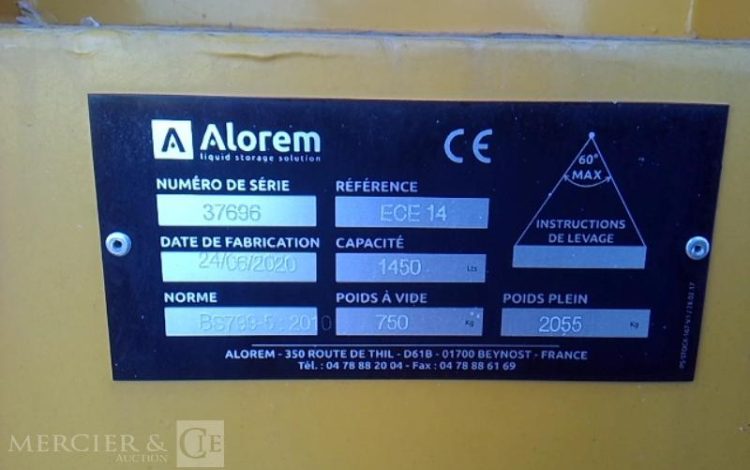 A Alorem
liquid storage solution
CE
60°
MAX
INSTRUCTIONS
DE LEVAGE
NUMÉRO DE SÉRIE
37696
RÉFÉRENCE
ECE 14
DATE DE FABRICATION
24/06/2020
CAPACITÉ
1450 Lts
NORME
BS799-5 : 2010
POIDS À VIDE
750 Kg
POIDS PLEIN
2055 Kg
ALOREM - 350 ROUTE DE THIL - D61B - 01700 BEYNOST - FRANCE
Tél. : 04 78 88 20 04 - Fax : 04 78 88 61 69
MERCIER & CIE
AUCTION